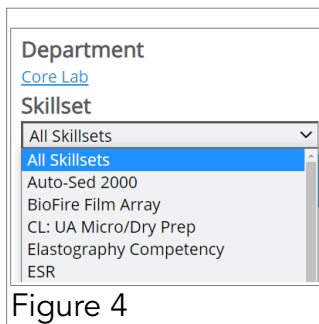 Department
Core Lab
Skillset
All Skillsets
All Skillsets
Auto-Sed 2000
BioFire Film Array
CL: UA Micro/Dry Prep
Elastography Competency
ESR
Figure 4